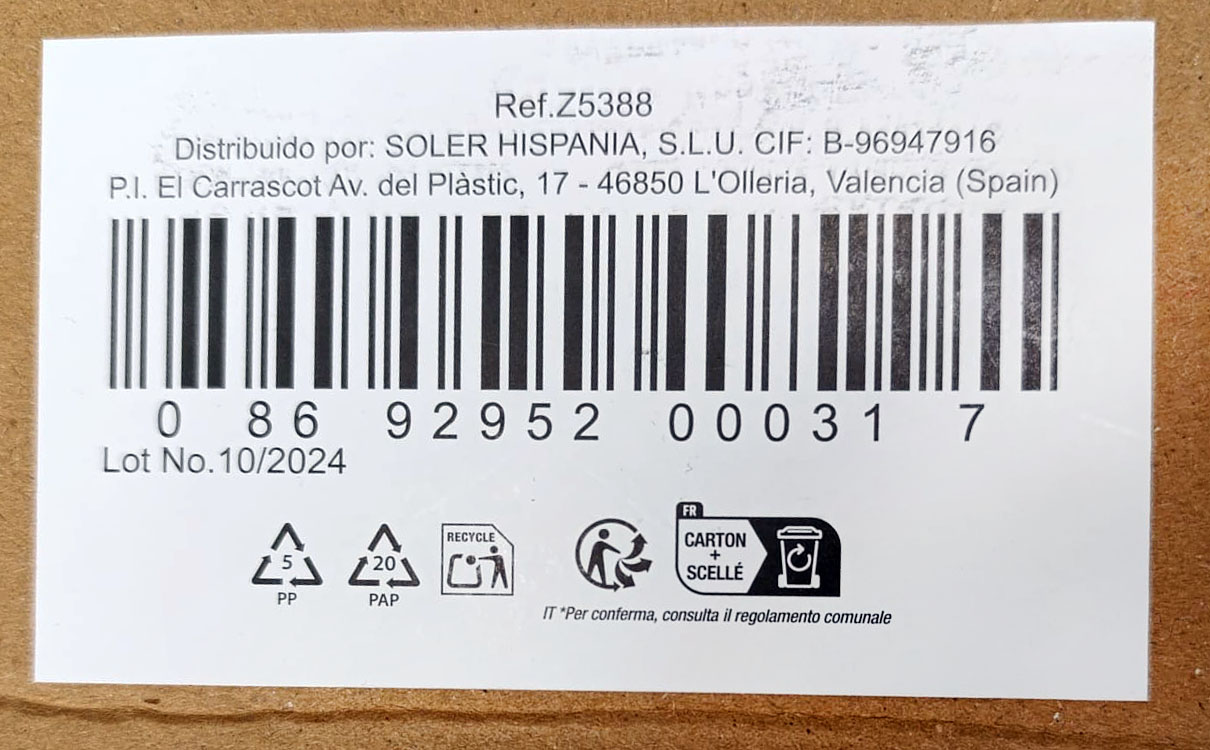 Ref.Z5388
Distribuido por: SOLER HISPANIA, S.L.U. CIF: B-96947916
P.I. El Carrascot Av. del Plàstic, 17 - 46850 L'Olleria, Valencia (Spain)
0 86 92952 00031 7
Lot No.10/2024
5
PP
20
PAP
RECYCLE
FR
CARTON
+
SCELLÉ
IT *Per conferma, consulta il regolamento comunale